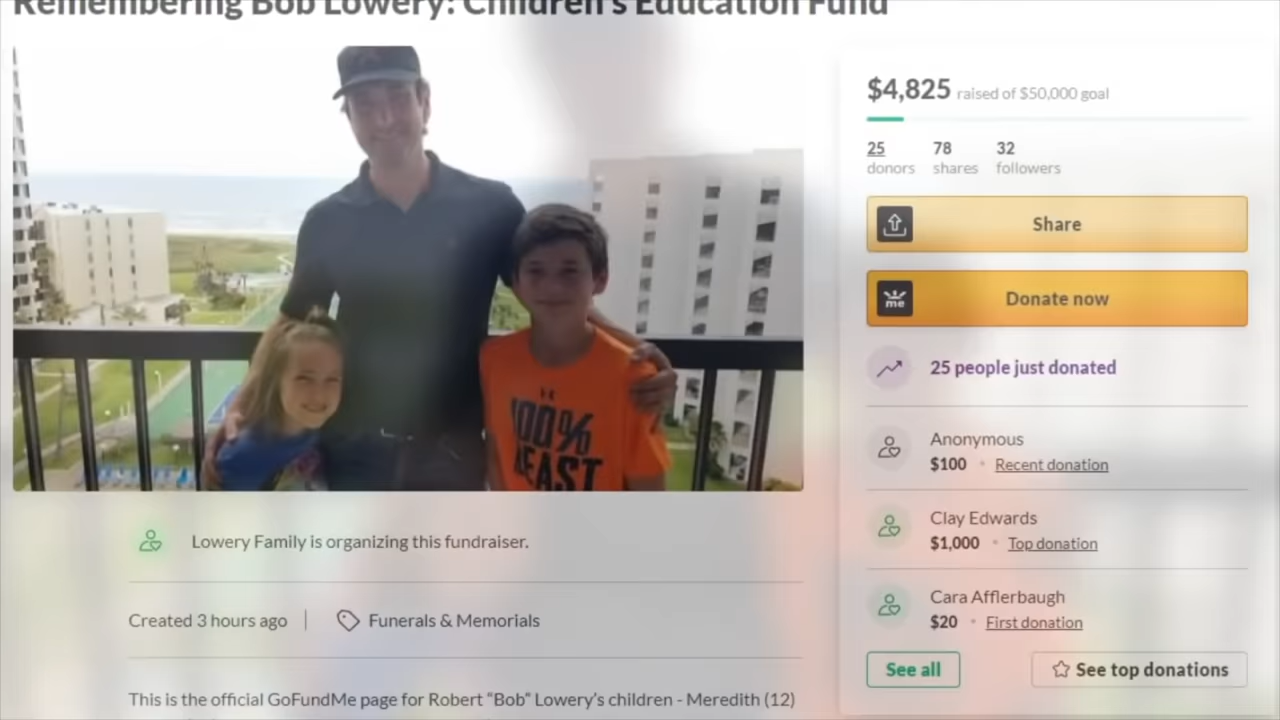 Remembering Bob Lowery: Children's Education Fund
$4,825 raised of $50,000 goal
25 78 32
donors shares followers
Share
me Donate now
25 people just donated
Anonymous
$100 • Recent donation
Clay Edwards
$1,000 • Top donation
Cara Afflerbaugh
$20 • First donation
See all See top donations
100%
BEAST
Lowery Family is organizing this fundraiser.
Created 3 hours ago | Funerals & Memorials
This is the official GoFundMe page for Robert “Bob” Lowery's children - Meredith (12)